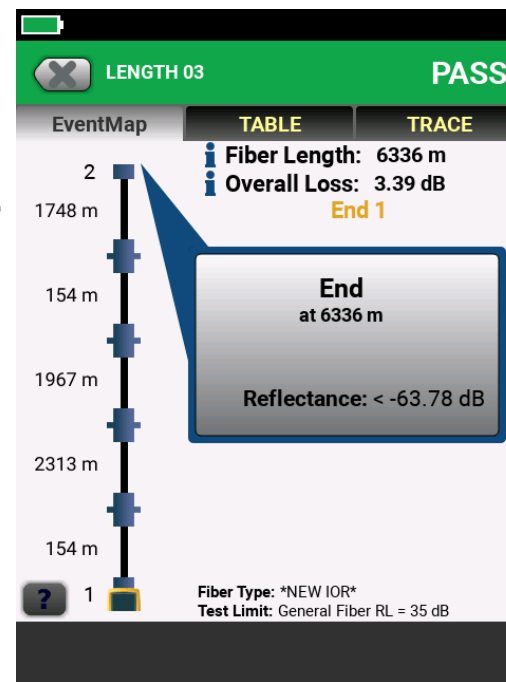 LENGTH 03
PASS
EventMap
TABLE
TRACE
Fiber Length: 6336 m
Overall Loss: 3.39 dB
End 1
2
1748 m
154 m
1967 m
2313 m
154 m
1
End
at 6336 m
Reflectance: < -63.78 dB
?
Fiber Type: *NEW IOR*
Test Limit: General Fiber RL = 35 dB